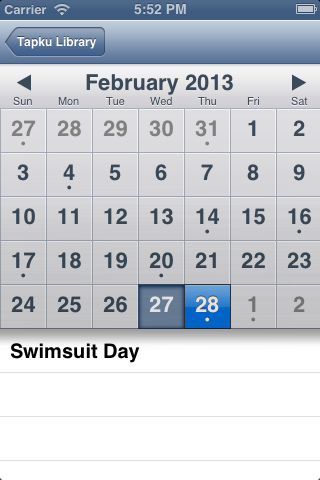 Carrier 5:52 PM
Tapku Library
February 2013
Sun Mon Tue Wed Thu Fri Sat
27 28 29 30 31 1 2
3 4 5 6 7 8 9
10 11 12 13 14 15 16
17 18 19 20 21 22 23
24 25 26 27 28 1 2
Swimsuit Day